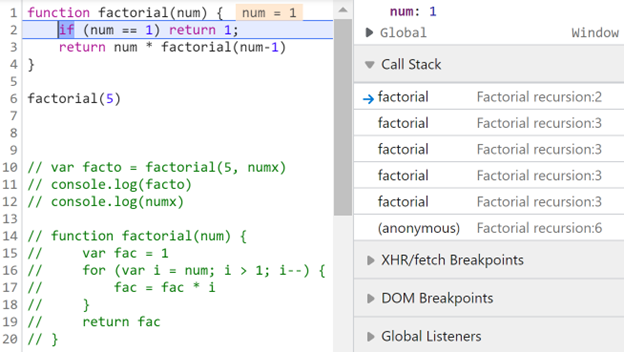 1 function factorial(num) { num = 1
2 if (num == 1) return 1;
3 return num * factorial(num-1)
4 }
5
6 factorial(5)
7
8
9
10 // var facto = factorial(5, numx)
11 // console.log(facto)
12 // console.log(numx)
13
14 // function factorial(num) {
15 // var fac = 1
16 // for (var i = num; i > 1; i--) {
17 // fac = fac * i
18 // }
19 // return fac
20 // }
num: 1
Global Window
Call Stack
factorial Factorial recursion:2
factorial Factorial recursion:3
factorial Factorial recursion:3
factorial Factorial recursion:3
factorial Factorial recursion:3
(anonymous) Factorial recursion:6
XHR/fetch Breakpoints
DOM Breakpoints
Global Listeners